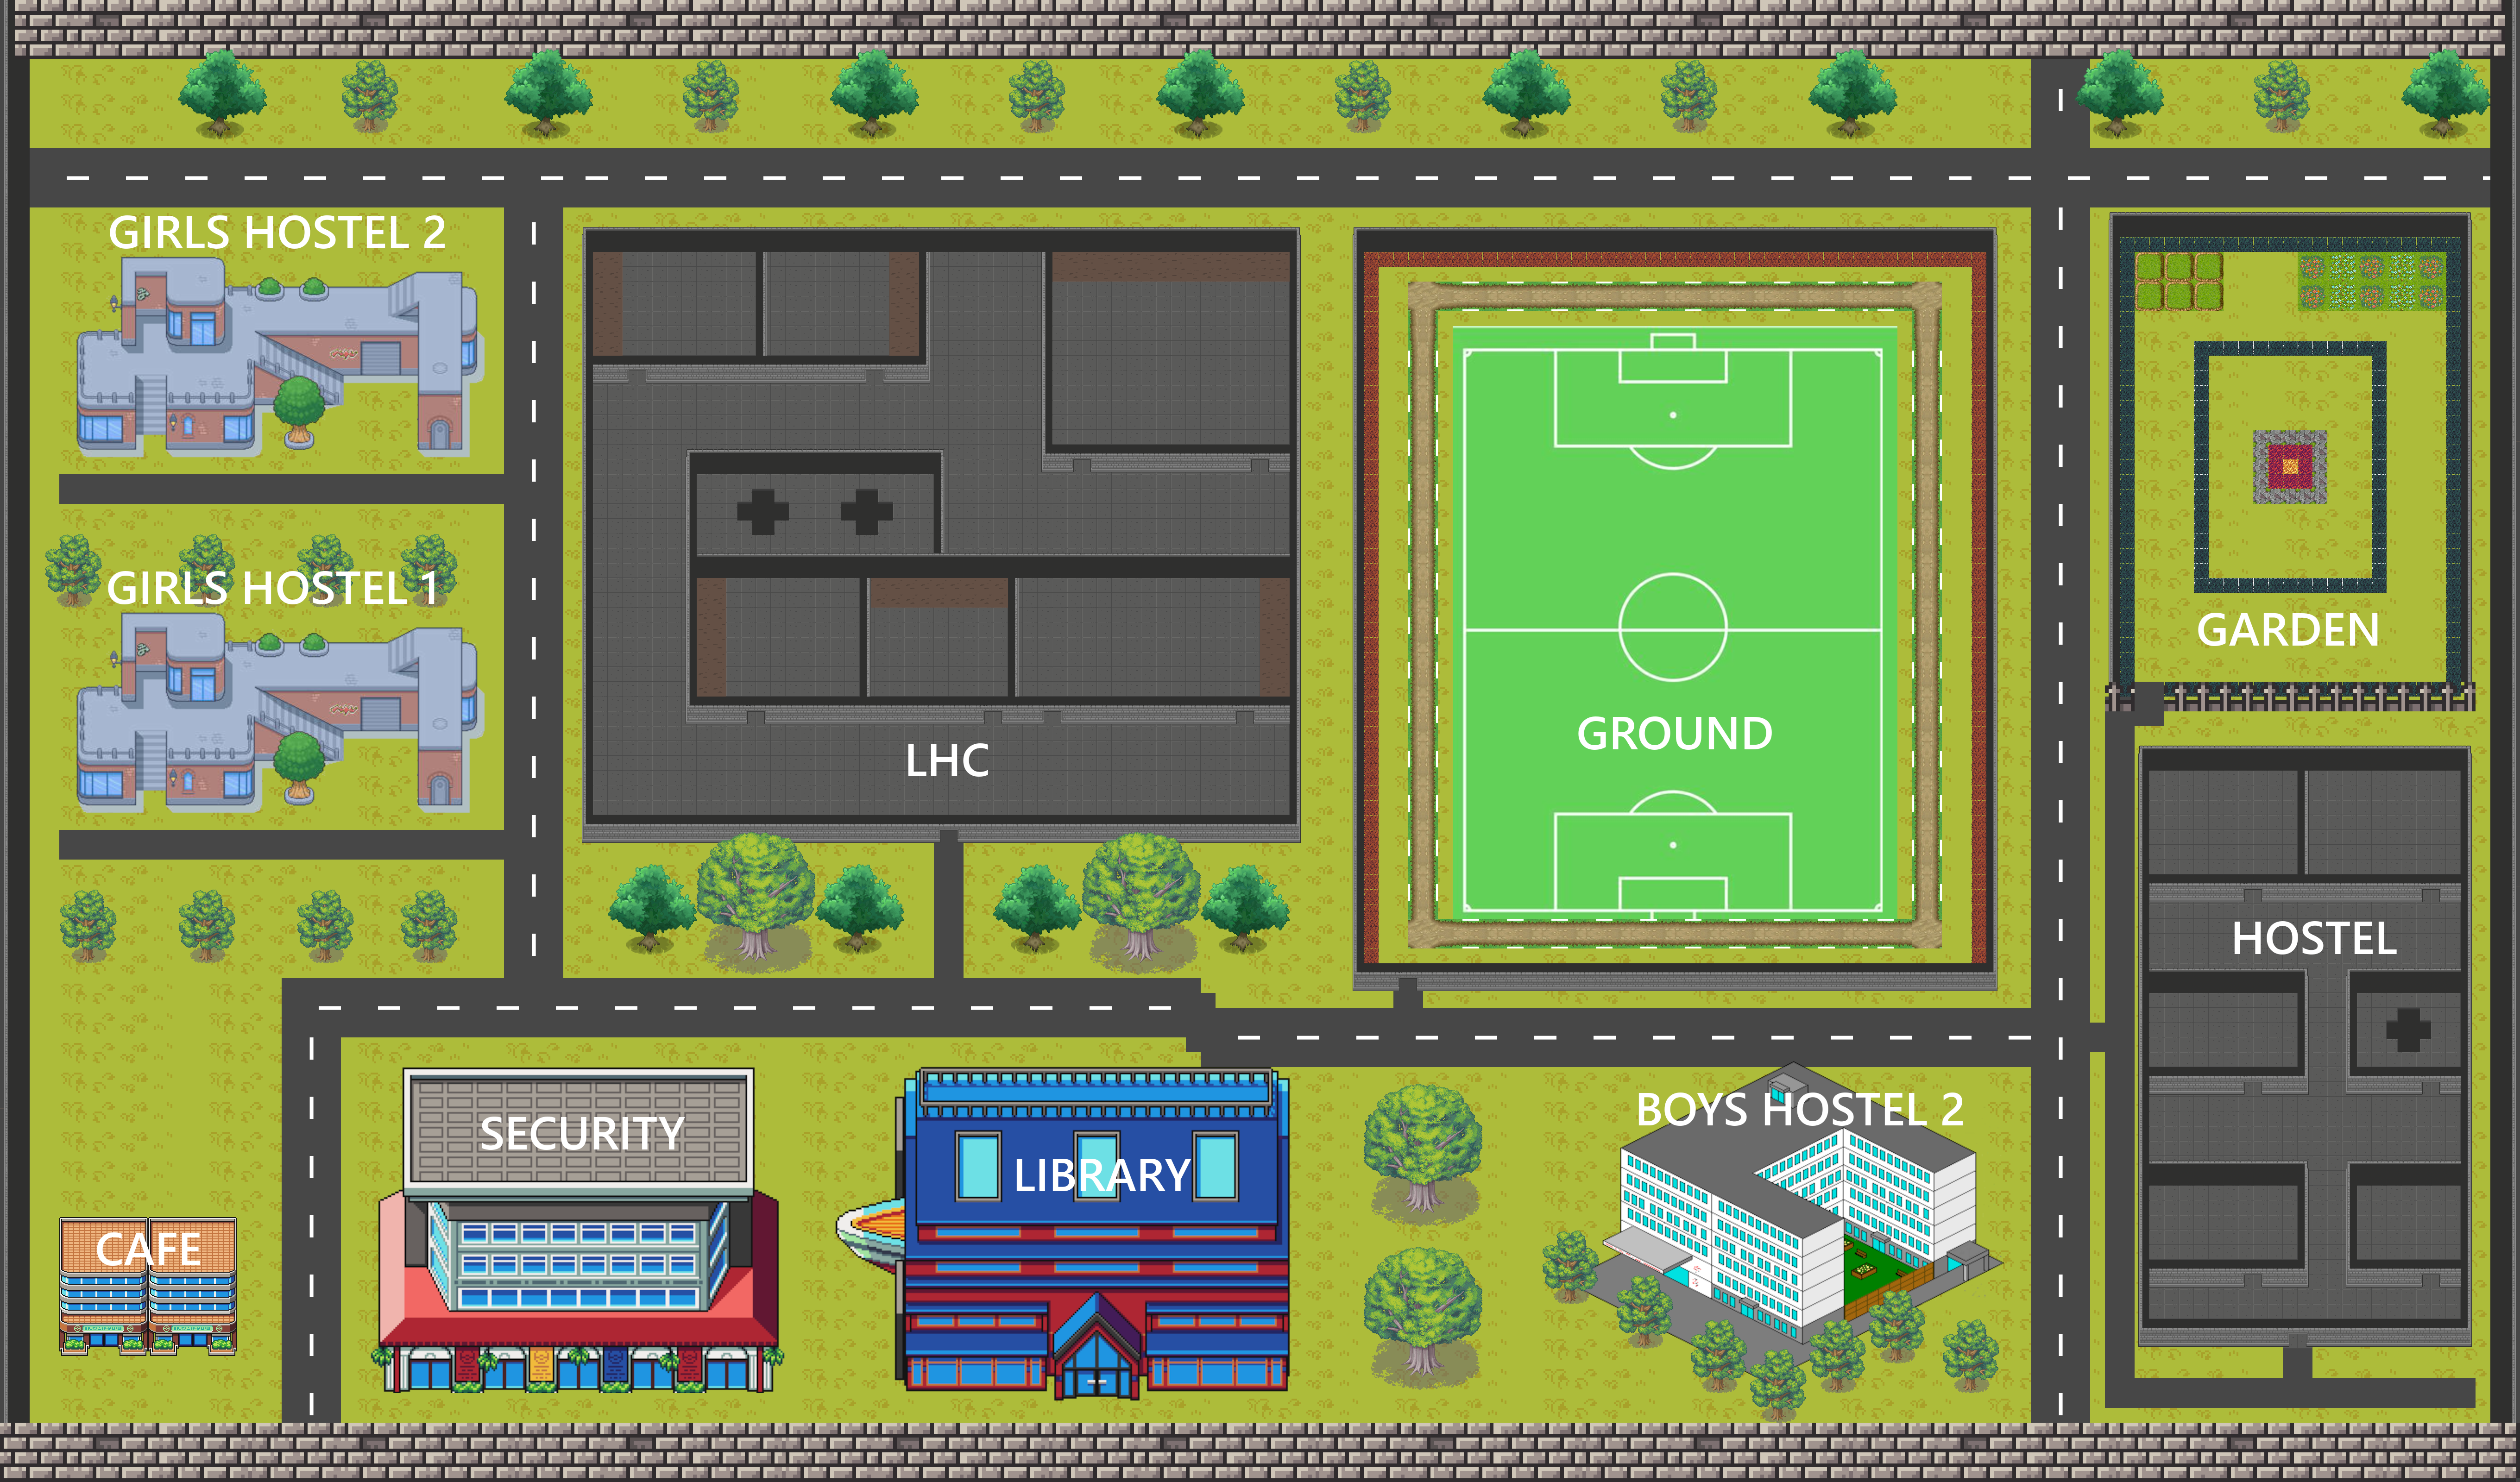 GIRLS HOSTEL 2
GIRLS HOSTEL 1
LHC
GROUND
GARDEN
HOSTEL
SECURITY
LIBRARY
BOYS HOSTEL 2
CAFE